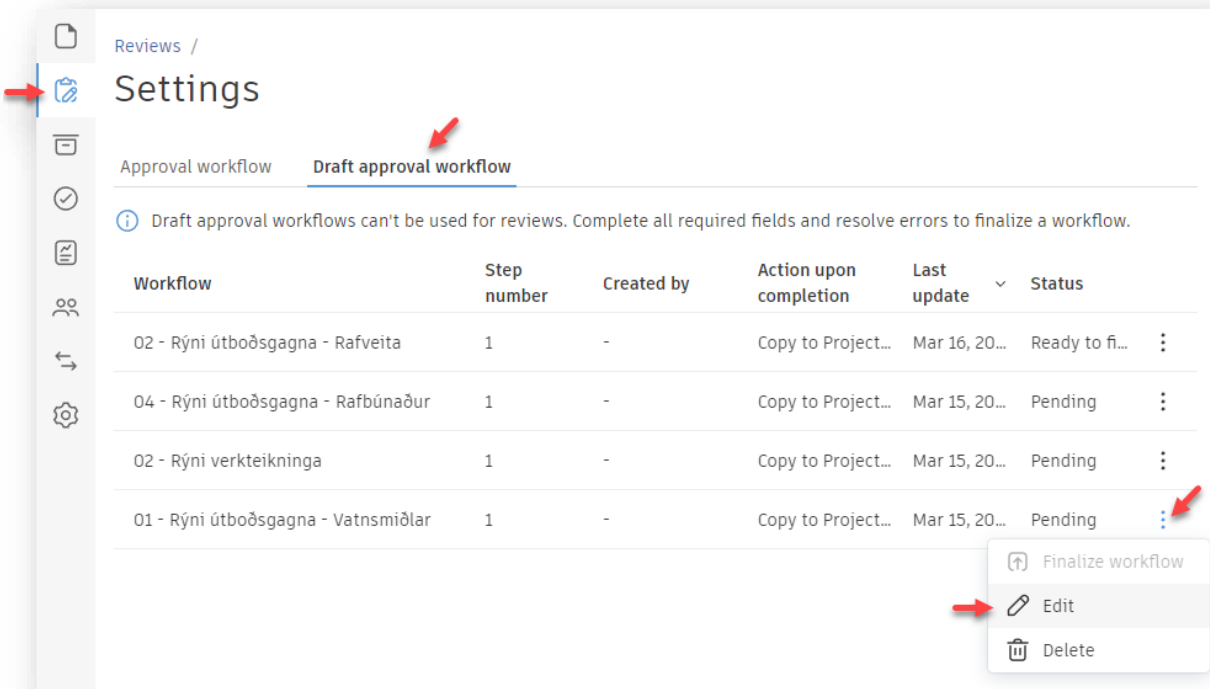 Reviews /
Settings
Approval workflow Draft approval workflow
Draft approval workflows can't be used for reviews. Complete all required fields and resolve errors to finalize a workflow.
Workflow Step number Created by Action upon completion Last update Status
02 - Rýni útboðsgagna - Rafveita 1 - Copy to Project... Mar 16, 20... Ready to fi...
04 - Rýni útboðsgagna - Rafbúnaður 1 - Copy to Project... Mar 15, 20... Pending
02 - Rýni verkteikninga 1 - Copy to Project... Mar 15, 20... Pending
01 - Rýni útboðsgagna - Vatnsmiðlar 1 - Copy to Project... Mar 15, 20... Pending
Finalize workflow
Edit
Delete